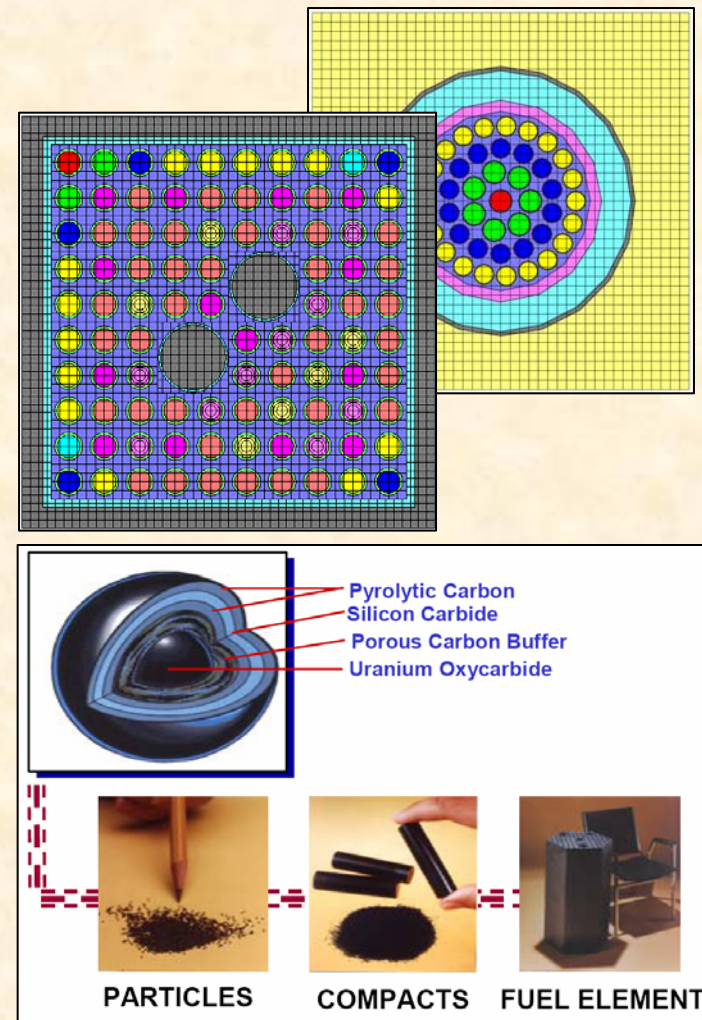 Pyrolytic Carbon
Silicon Carbide
Porous Carbon Buffer
Uranium Oxycarbide
PARTICLES
COMPACTS
FUEL ELEMENT